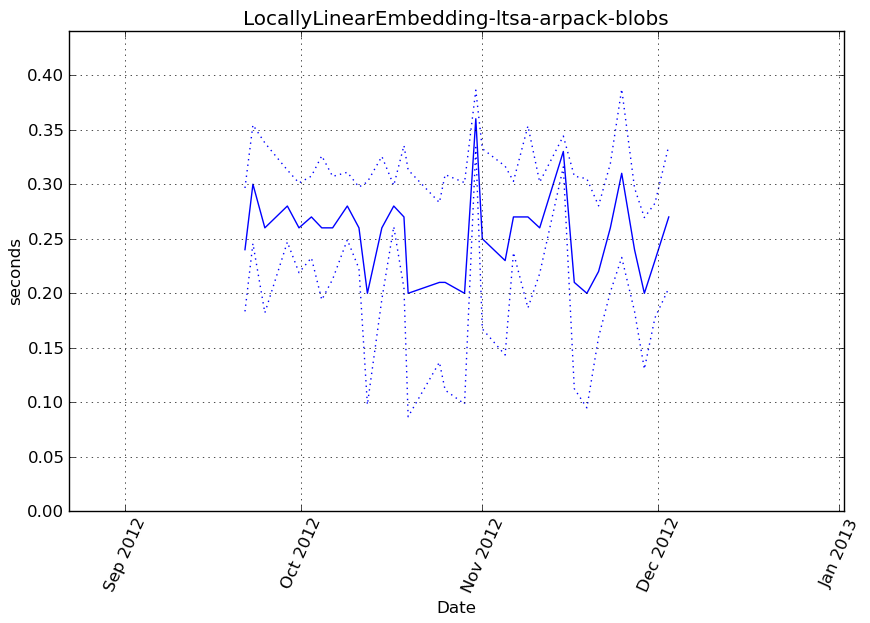 LocallyLinearEmbedding-ltsa-arpack-blobs
0.40
0.35
0.30
0.25
0.20
0.15
0.10
0.05
0.00
seconds
Sep 2012
Oct 2012
Nov 2012
Dec 2012
Jan 2013
Date